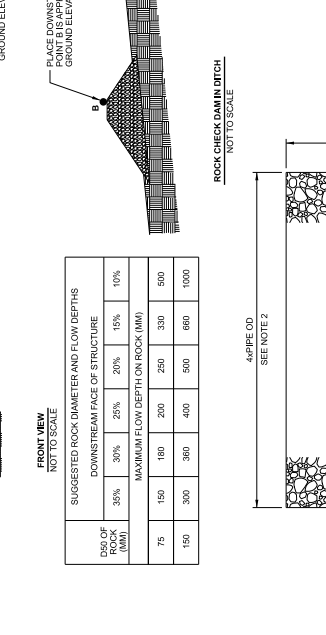 GROUND ELEV
PLACE DOWNST
POINT B IS APP
GROUND ELEVA
B
ROCK CHECK DAM IN DITCH
NOT TO SCALE
FRONT VIEW
NOT TO SCALE
SUGGESTED ROCK DIAMETER AND FLOW DEPTHS
D50 OF
ROCK
(MM)
DOWNSTREAM FACE OF STRUCTURE
35% 30% 25% 20% 15% 10%
MAXIMUM FLOW DEPTH ON ROCK (MM)
75 150 180 200 250 330 500
150 300 360 400 500 660 1000
4xPIPE OD
SEE NOTE 2